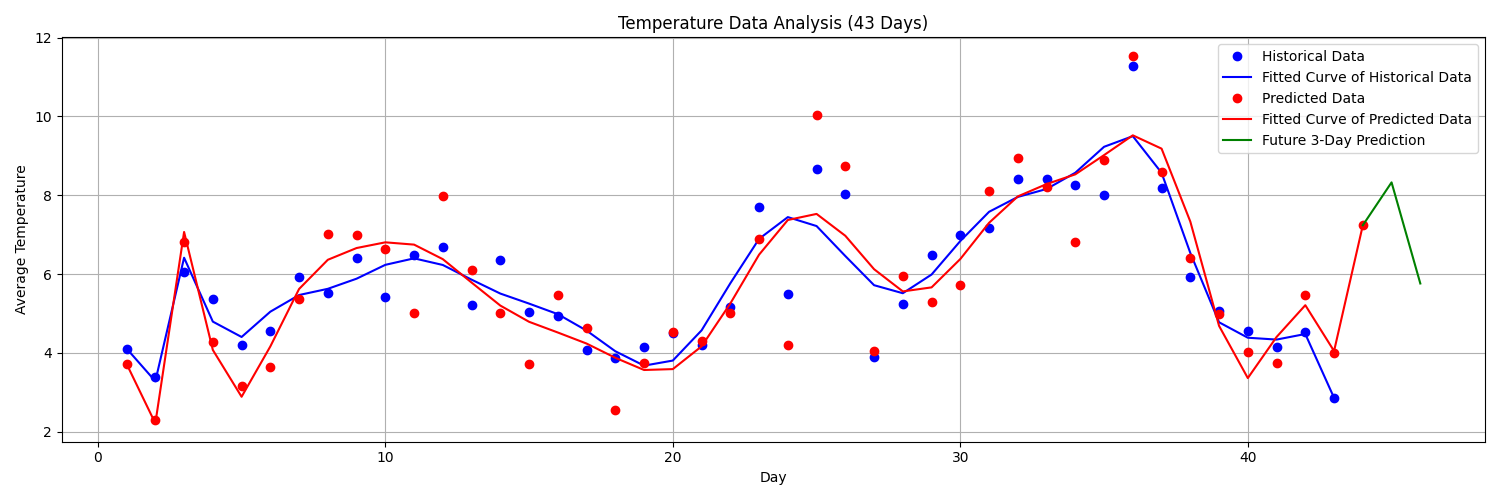 Temperature Data Analysis (43 Days)
12
10
8
6
4
2
Average Temperature
Historical Data
Fitted Curve of Historical Data
Predicted Data
Fitted Curve of Predicted Data
Future 3-Day Prediction
0
10
20
30
40
Day